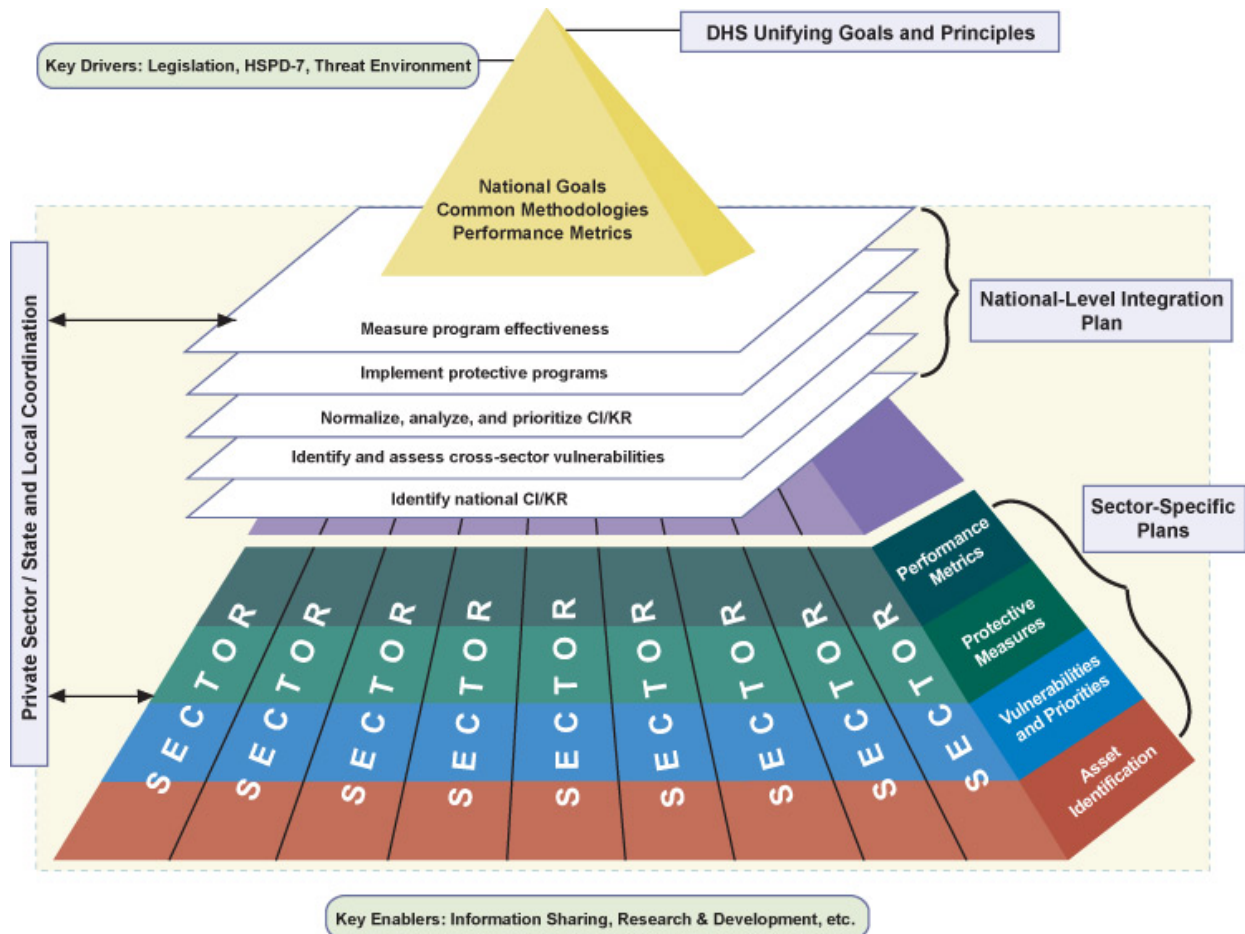 DHS Unifying Goals and Principles
Key Drivers: Legislation, HSPD-7, Threat Environment
National Goals
Common Methodologies
Performance Metrics
Private Sector / State and Local Coordination
Measure program effectiveness
Implement protective programs
Normalize, analyze, and prioritize CI/KR
Identify and assess cross-sector vulnerabilities
Identify national CI/KR
National-Level Integration
Plan
Sector-Specific
Plans
SECTOR
SECTOR
SECTOR
SECTOR
SECTOR
SECTOR
SECTOR
SECTOR
SECTOR
Performance
Metrics
Protective
Measures
Vulnerabilities
and Priorities
Asset
Identification
Key Enablers: Information Sharing, Research & Development, etc.